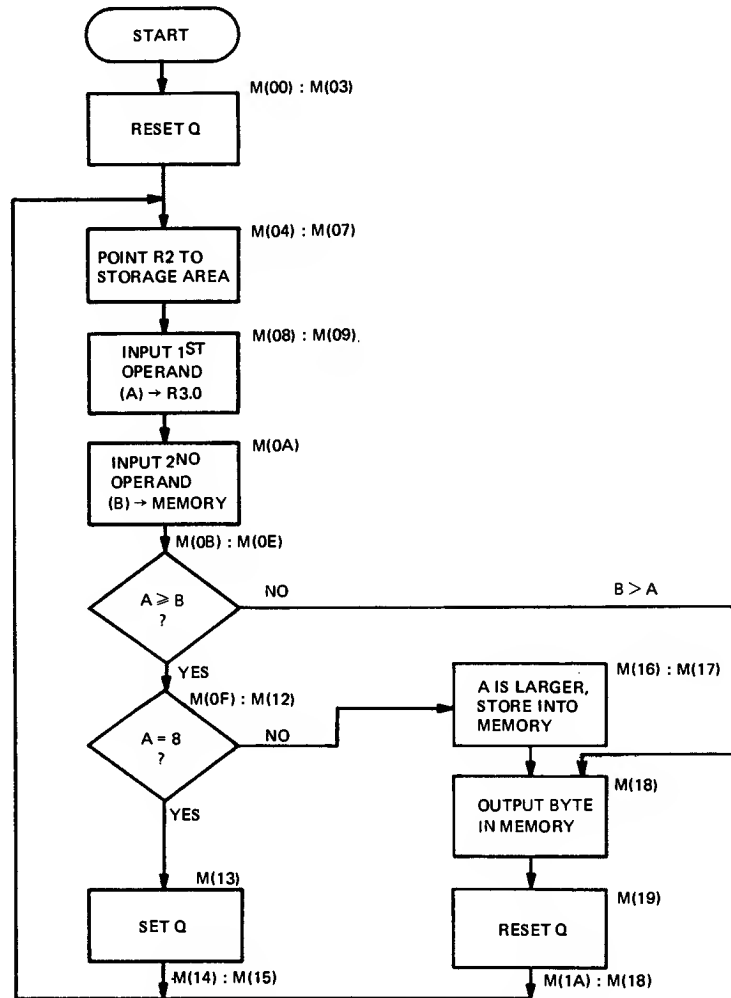 START
M(00) : M(03)
RESET Q
M(04) : M(07)
POINT R2 TO
STORAGE AREA
M(08) : M(09)
INPUT 1ST
OPERAND
(A) → R3.0
M(0A)
INPUT 2NO
OPERAND
(B) → MEMORY
M(0B) : M(0E)
A ⩾ B
?
NO
B > A
YES
M(0F) : M(12)
A = 8
?
NO
M(16) : M(17)
A IS LARGER,
STORE INTO
MEMORY
YES
M(18)
OUTPUT BYTE
IN MEMORY
M(13)
SET Q
M(19)
RESET Q
M(14) : M(15)
M(1A) : M(18)